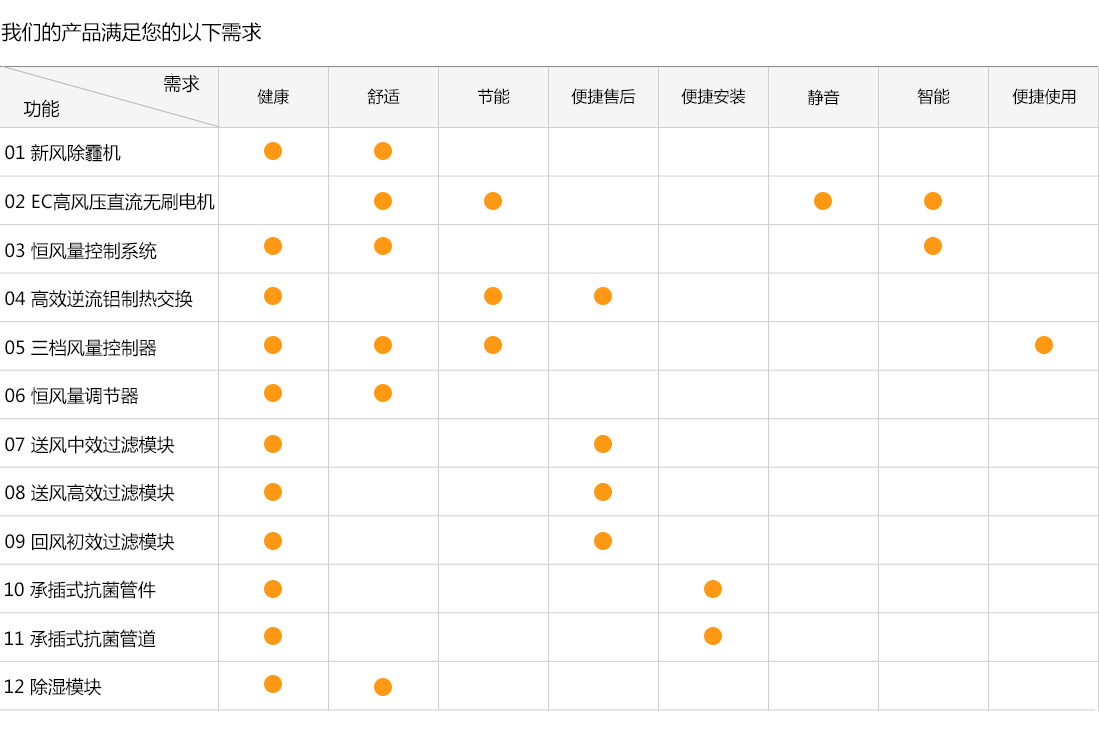 我们的产品满足您的以下需求
需求
功能
健康 舒适 节能 便捷售后 便捷安装 静音 智能 便捷使用
01 新风除霾机
02 EC高风压直流无刷电机
03 恒风量控制系统
04 高效逆流铝制热交换
05 三档风量控制器
06 恒风量调节器
07 送风中效过滤模块
08 送风高效过滤模块
09 回风初效过滤模块
10 承插式抗菌管件
11 承插式抗菌管道
12 除湿模块